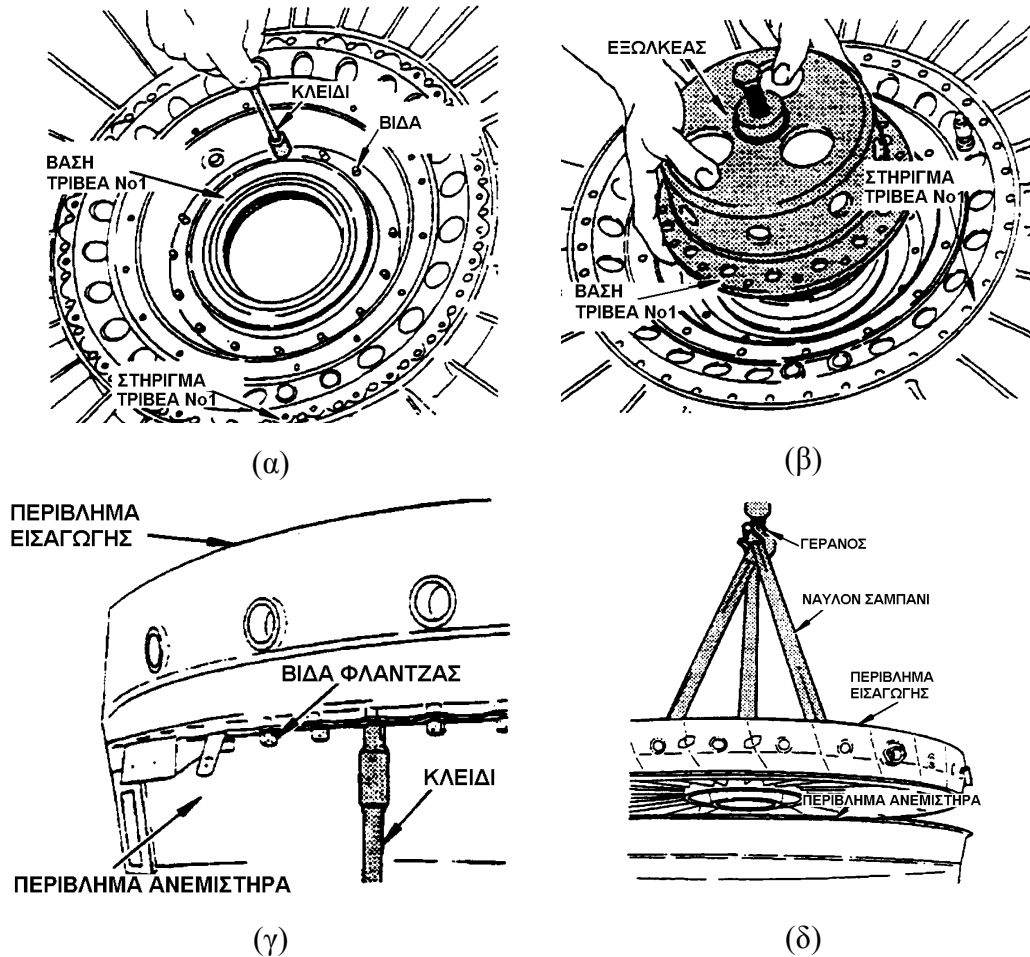 ΚΛΕΙΔΙ
ΒΙΔΑ
ΒΑΣΗ
ΤΡΙΒΕΑ Νο1
ΣΤΗΡΙΓΜΑ
ΤΡΙΒΕΑ Νο1
(α)
ΕΞΩΛΚΕΑΣ
ΣΤΗΡΙΓΜΑ
ΤΡΙΒΕΑ Νο1
ΒΑΣΗ
ΤΡΙΒΕΑ Νο1
(β)
ΠΕΡΙΒΛΗΜΑ
ΕΙΣΑΓΩΓΗΣ
ΒΙΔΑ ΦΛΑΝΤΖΑΣ
ΚΛΕΙΔΙ
ΠΕΡΙΒΛΗΜΑ ΑΝΕΜΙΣΤΗΡΑ
(γ)
ΓΕΡΑΝΟΣ
ΝΑΥΛΟΝ ΣΑΜΠΑΝΙ
ΠΕΡΙΒΛΗΜΑ
ΕΙΣΑΓΩΓΗΣ
ΠΕΡΙΒΛΗΜΑ ΑΝΕΜΙΣΤΗΡΑ
(δ)